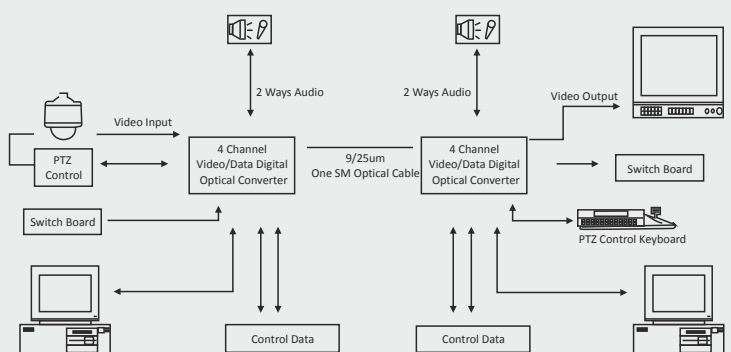 2 Ways Audio
2 Ways Audio
Video Output
Video Input
4 Channel
Video/Data Digital
Optical Converter
9/25um
One SM Optical Cable
4 Channel
Video/Data Digital
Optical Converter
PTZ
Control
Switch Board
Switch Board
PTZ Control Keyboard
Control Data
Control Data